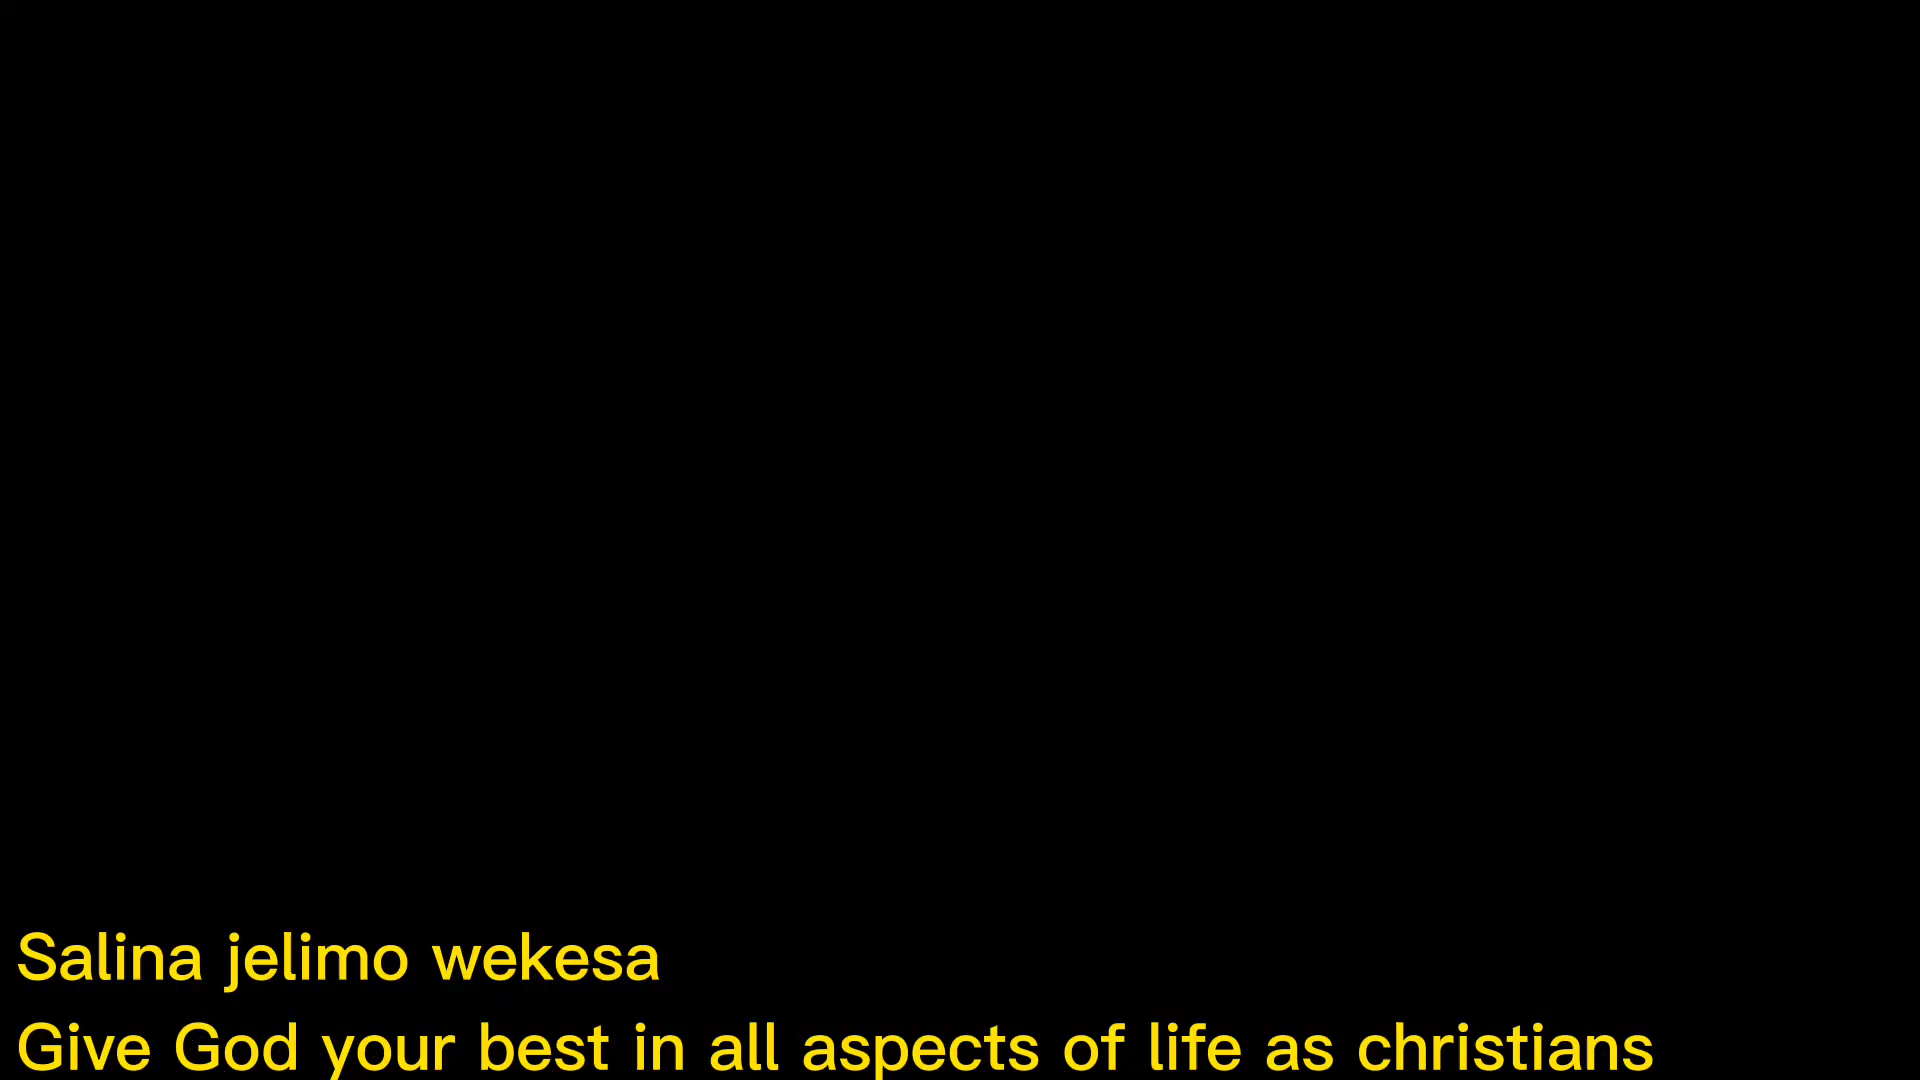 Salina jelimo wekesa
Give God your best in all aspects of life as christians